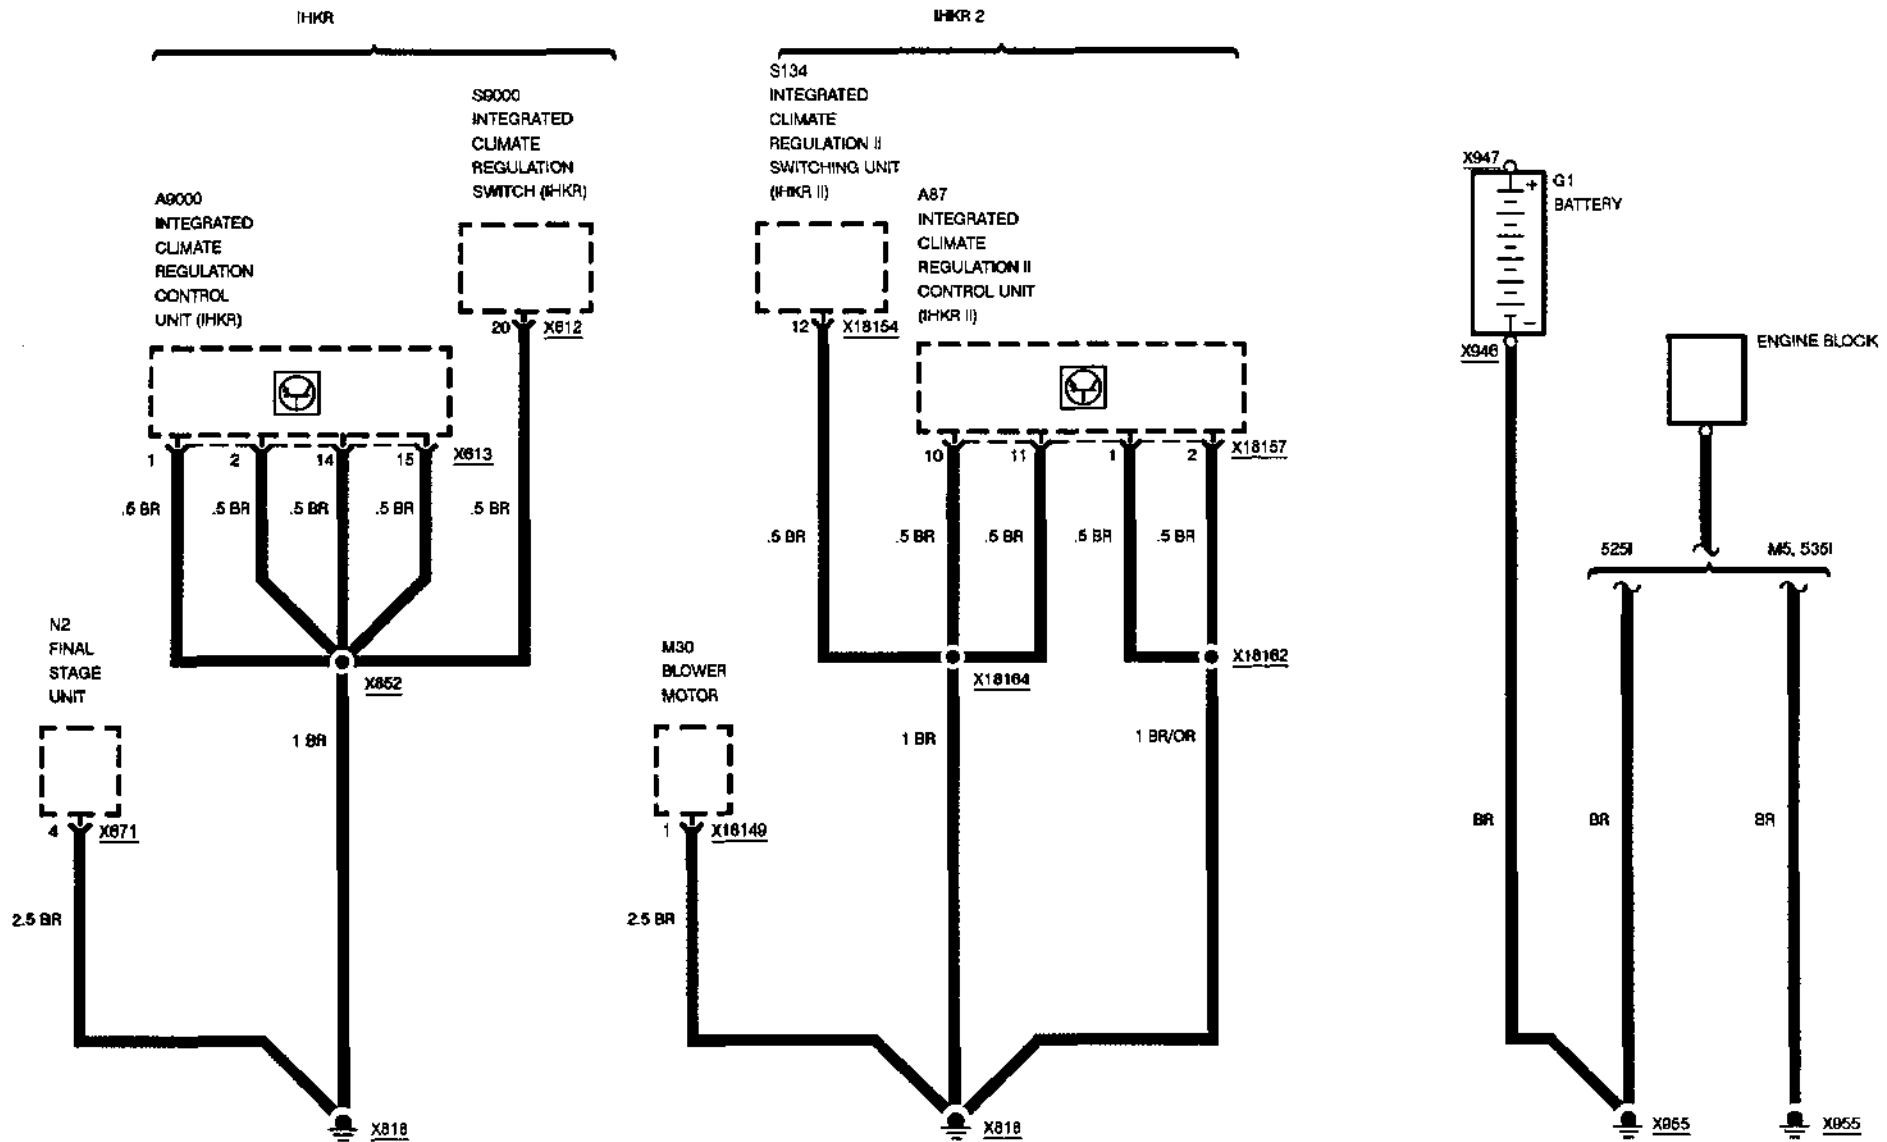 IHKR
IHKR 2
S9000
INTEGRATED
CLIMATE
REGULATION
SWITCH (IHKR)
S134
INTEGRATED
CLIMATE
REGULATION II
SWITCHING UNIT
(IHKR II)
A9000
INTEGRATED
CLIMATE
REGULATION
CONTROL
UNIT (IHKR)
A87
INTEGRATED
CLIMATE
REGULATION II
CONTROL UNIT
(IHKR II)
X947
+
G1
BATTERY
–
X946
ENGINE BLOCK
20
X612
12
X18154
1
2
14
15
X613
10
11
1
2
X18157
.5 BR
.5 BR
.5 BR
.5 BR
.5 BR
.5 BR
.5 BR
.5 BR
.5 BR
.5 BR
525I
M5, 535I
N2
FINAL
STAGE
UNIT
X652
M30
BLOWER
MOTOR
X18164
X18162
1 BR
1 BR
1 BR/OR
4
X671
1
X18149
BR
BR
BR
2.5 BR
2.5 BR
X818
X818
X955
X955